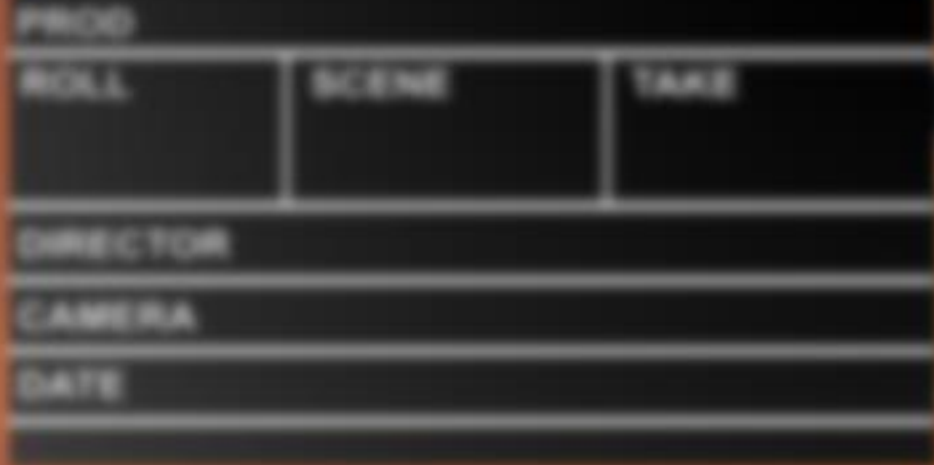 PROD
ROLL SCENE TAKE
DIRECTOR
CAMERA
DATE